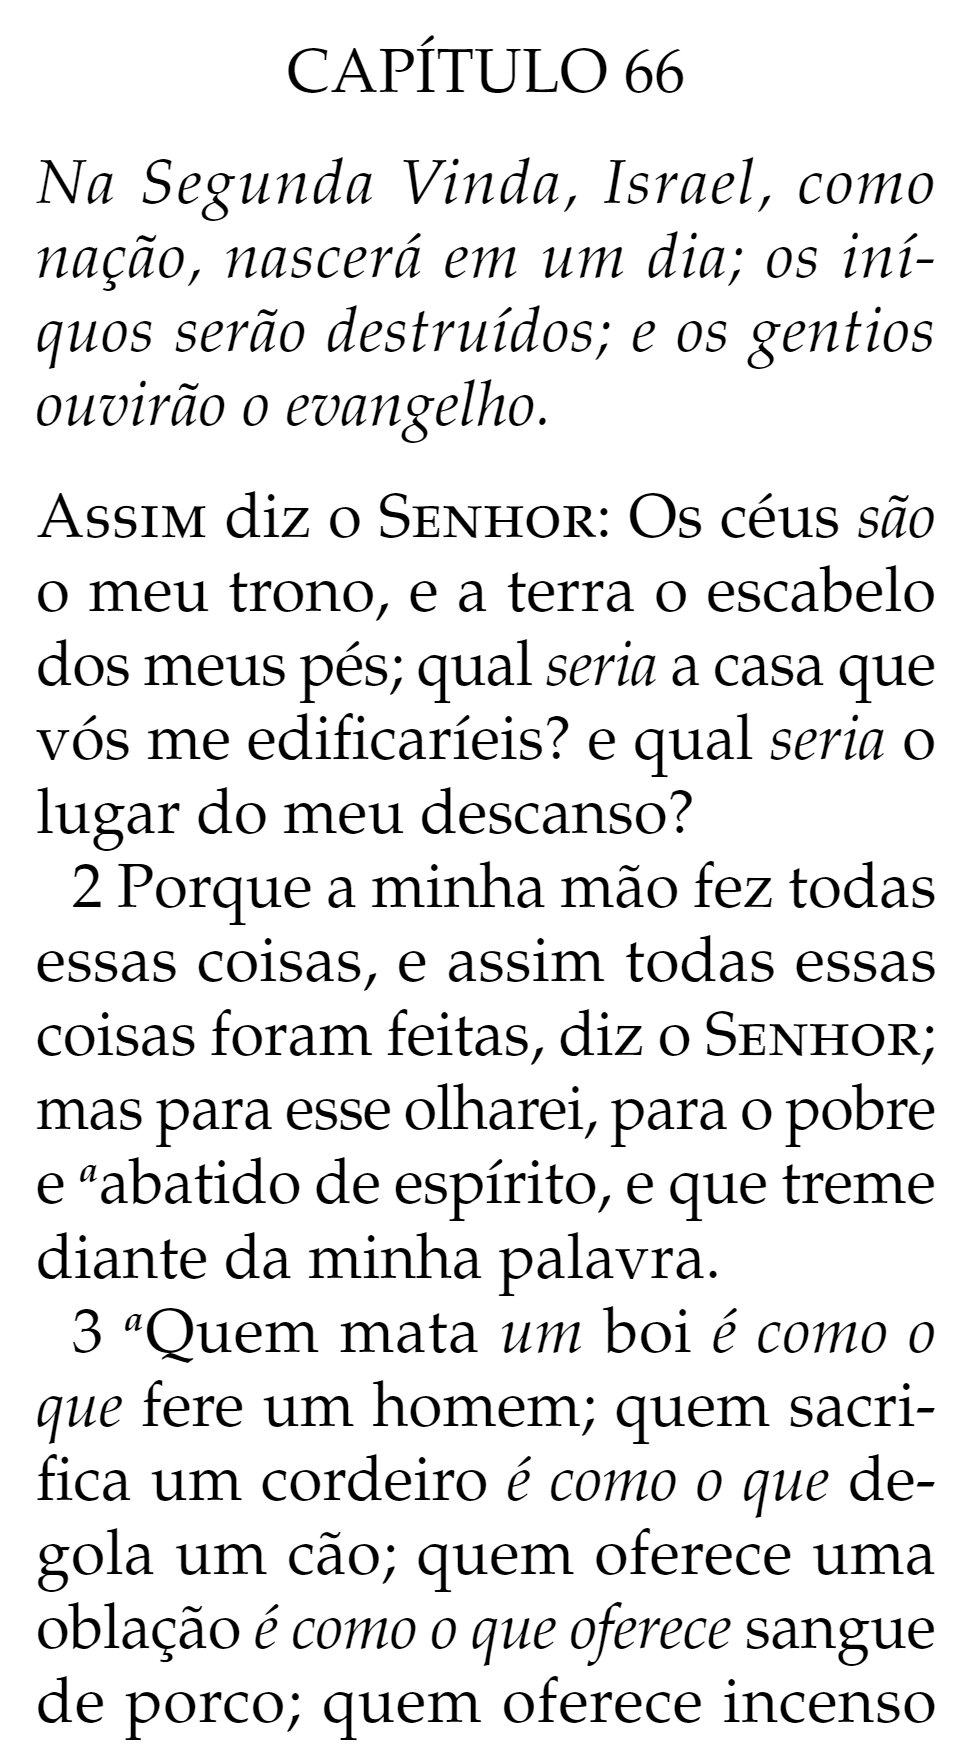 CAPÍTULO 66
Na Segunda Vinda, Israel, como
nação, nascerá em um dia; os iní-
quos serão destruídos; e os gentios
ouvirão o evangelho.
ASSIM diz o SENHOR: Os céus são
o meu trono, e a terra o escabelo
dos meus pés; qual seria a casa que
vós me edificaríeis? e qual seria o
lugar do meu descanso?
2 Porque a minha mão fez todas
essas coisas, e assim todas essas
coisas foram feitas, diz o SENHOR;
mas para esse olharei, para o pobre
e ᵃabatido de espírito, e que treme
diante da minha palavra.
3 ᵃQuem mata um boi é como o
que fere um homem; quem sacri-
fica um cordeiro é como o que de-
gola um cão; quem oferece uma
oblação é como o que oferece sangue
de porco; quem oferece incenso